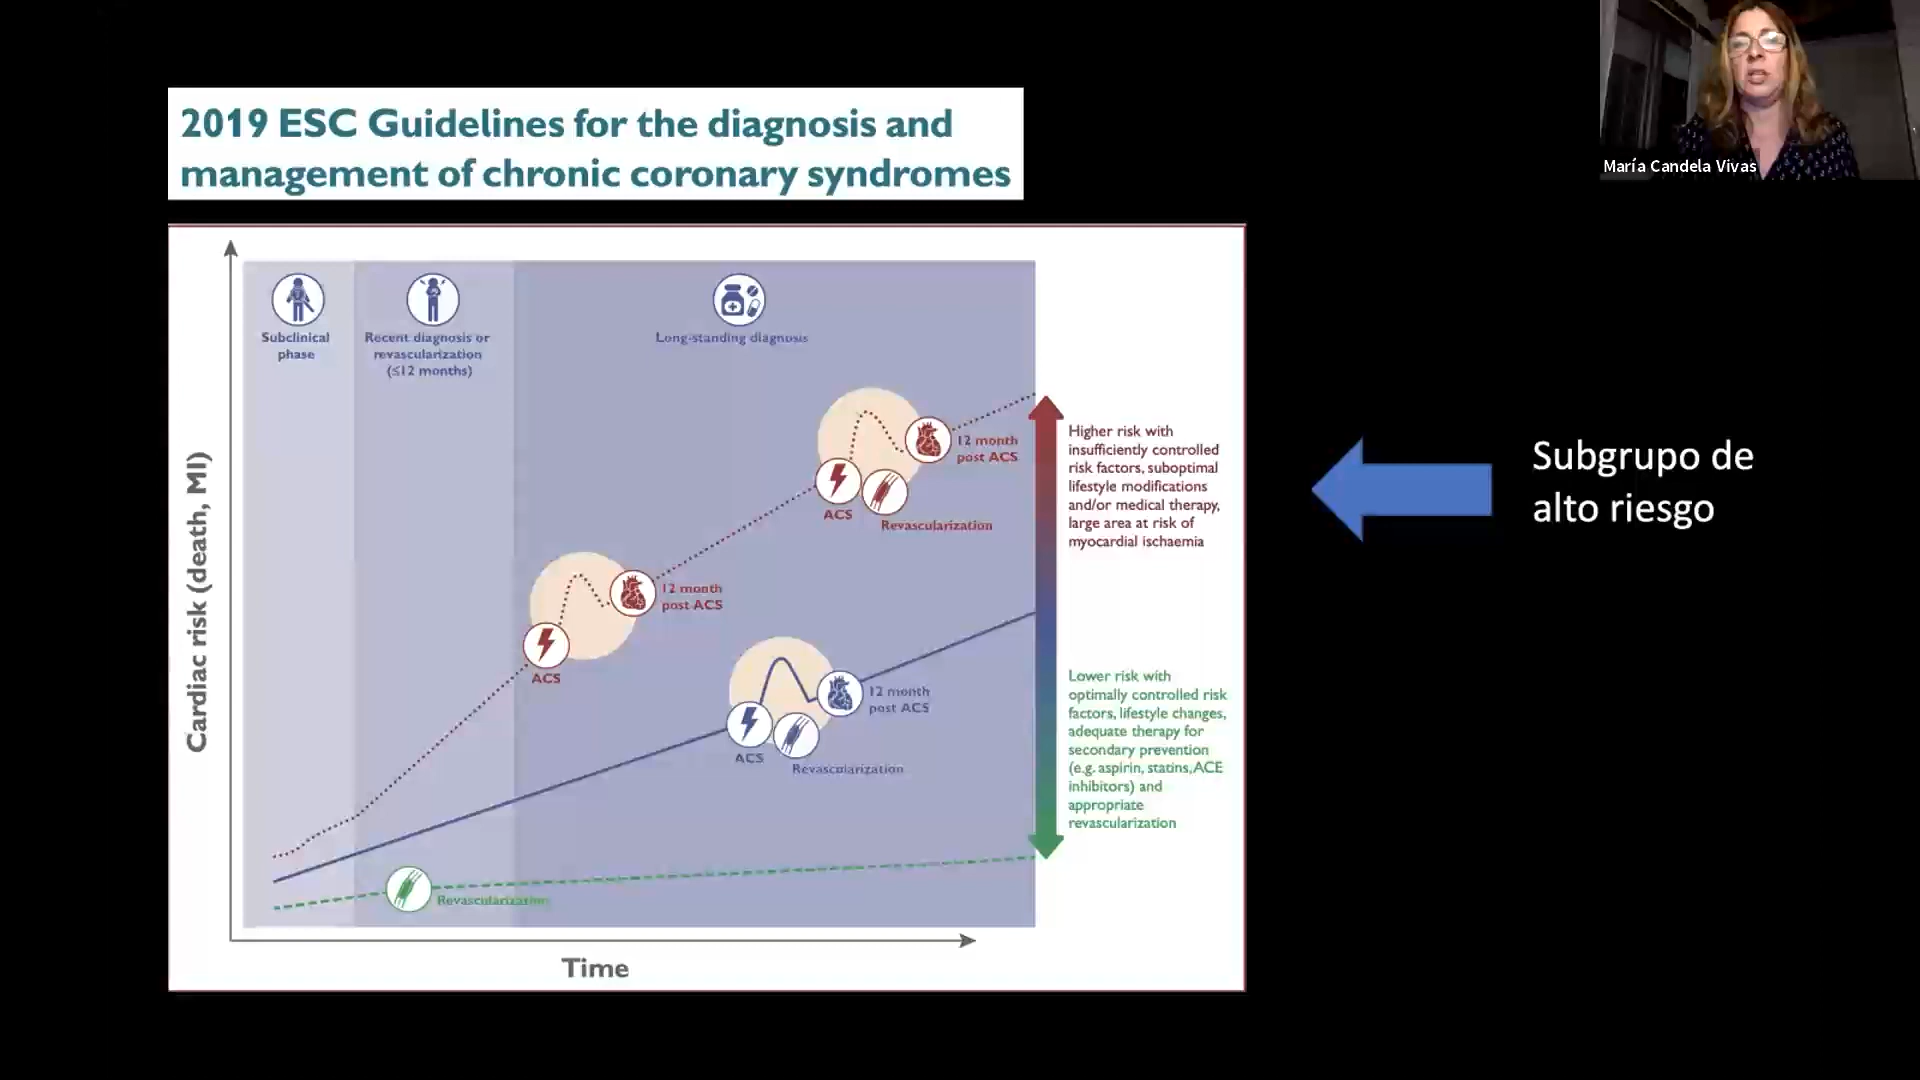 2019 ESC Guidelines for the diagnosis and
management of chronic coronary syndromes
María Candela Vivas
Cardiac risk (death, MI)
Subclinical
phase
Recent diagnosis or
revascularization
(≤12 months)
Long-standing diagnosis
12 month
post ACS
ACS
Revascularization
12 month
post ACS
ACS
12 month
post ACS
ACS
Revascularization
Revascularization
Higher risk with
insufficiently controlled
risk factors, suboptimal
lifestyle modifications
and/or medical therapy,
large area at risk of
myocardial ischaemia
Lower risk with
optimally controlled risk
factors, lifestyle changes,
adequate therapy for
secondary prevention
(e.g. aspirin, statins, ACE
inhibitors) and
appropriate
revascularization
Time
Subgrupo de
alto riesgo